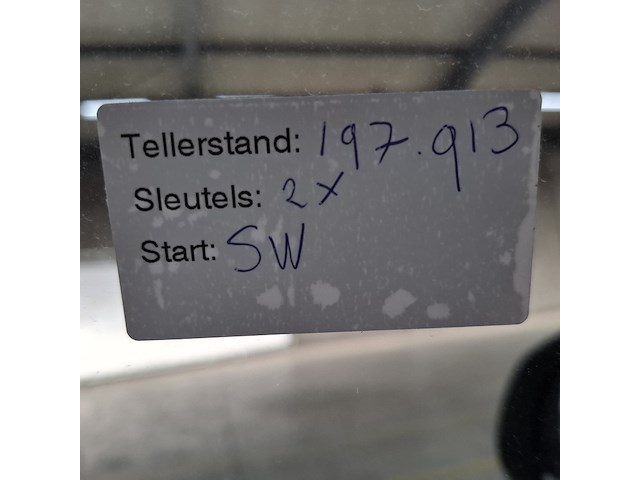 Tellerstand: 197.913
Sleutels: 2x
Start: SW